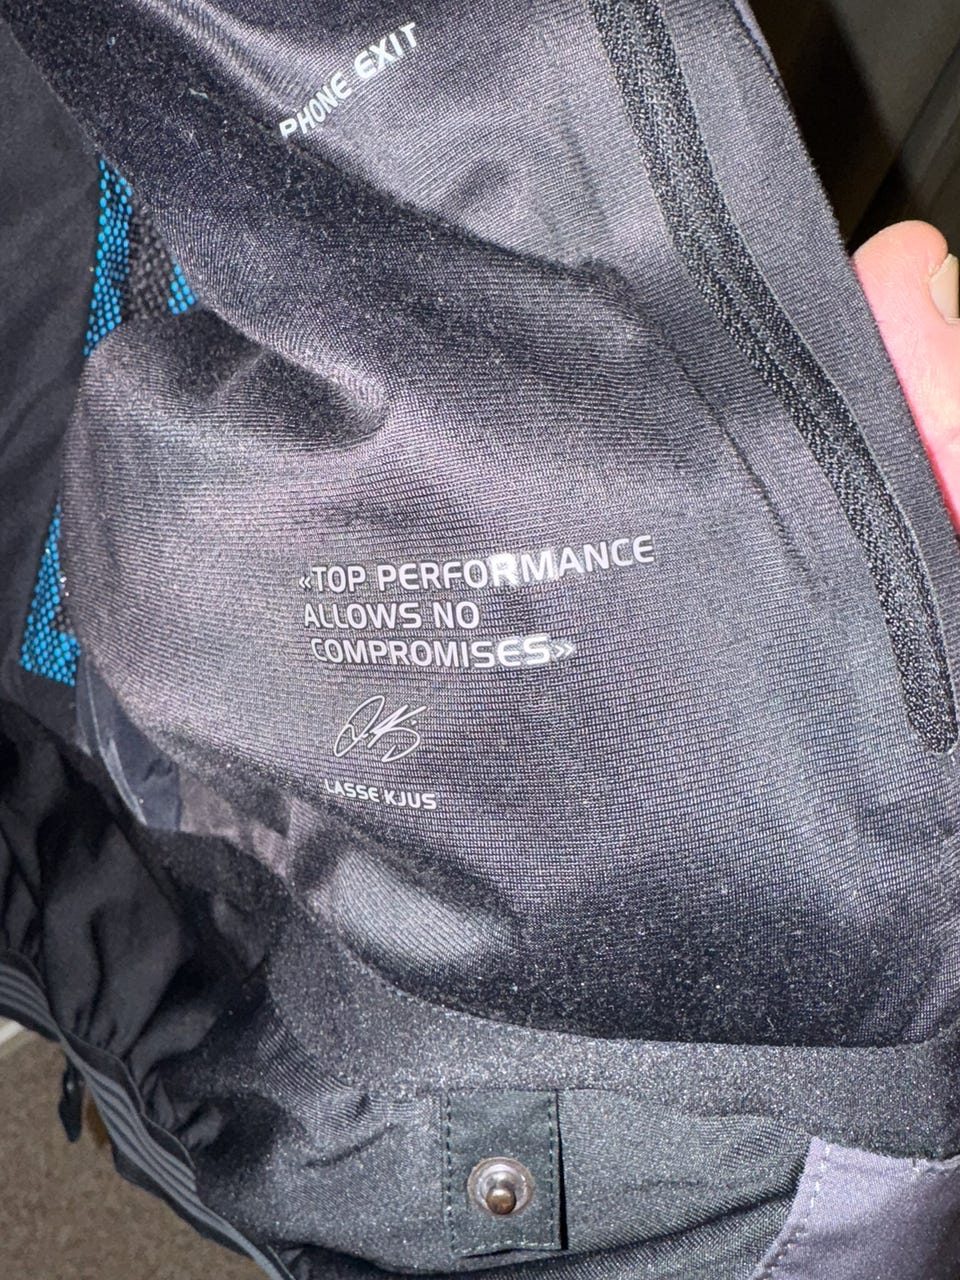 PHONE EXIT
«TOP PERFORMANCE
ALLOWS NO
COMPROMISES»
LASSE KJUS